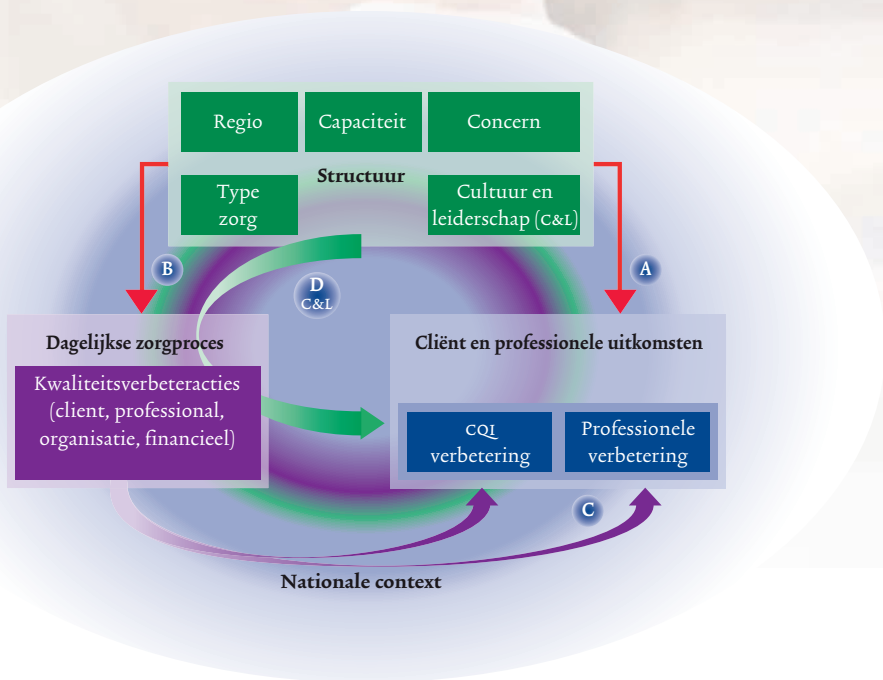 Regio
Capaciteit
Concern
Structuur
Type
zorg
Cultuur en
leiderschap (C&L)
B
D
C&L
A
Dagelijkse zorgproces
Kwaliteitsverbeteracties
(client, professional,
organisatie, financieel)
Cliënt en professionele uitkomsten
CQI
verbetering
Professionele
verbetering
C
Nationale context